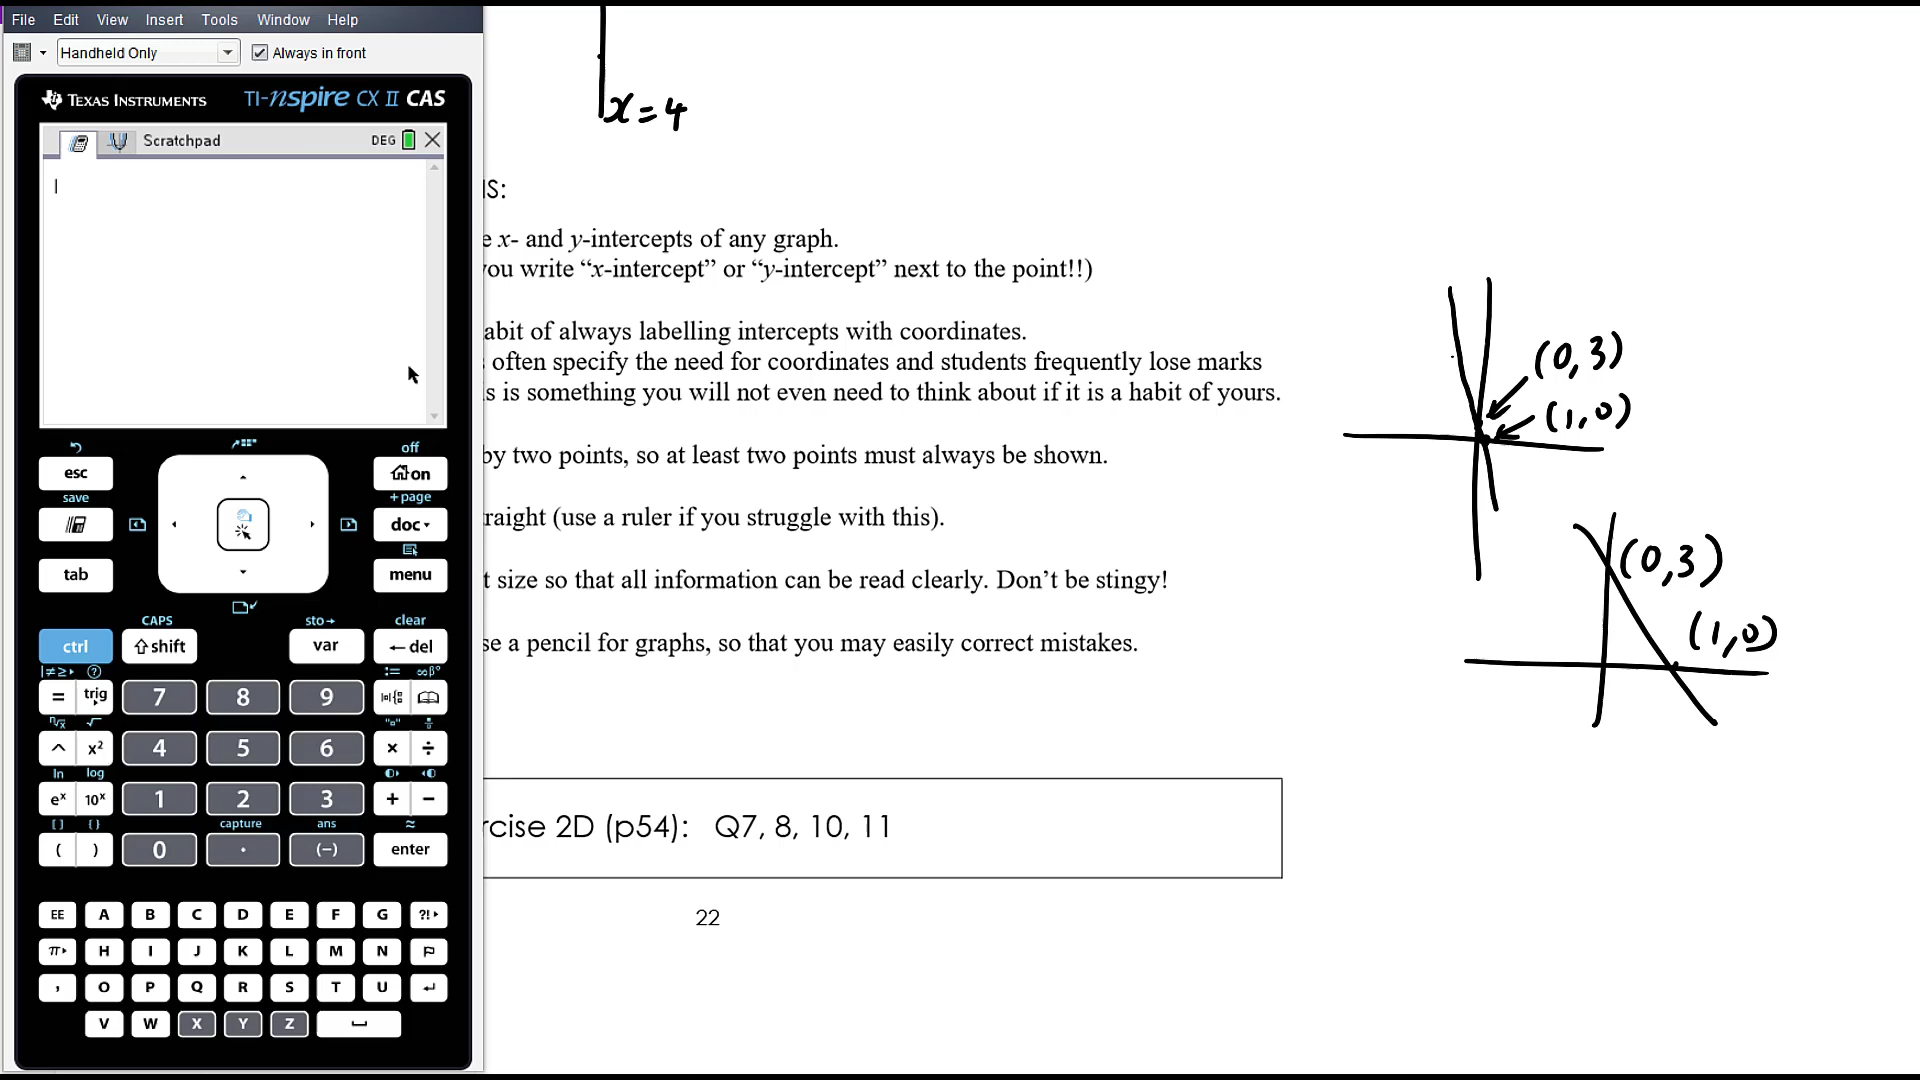 File Edit View Insert Tools Window Help
Handheld Only Always in front
TEXAS INSTRUMENTS TI-nspire CX II CAS
Scratchpad DEG
esc off on
save + page
doc
tab menu
CAPS sto→ clear
ctrl shift var ← del
= trig 7 8 9
n√x √
^ x² 4 5 6 × ÷
ln log
eˣ 10ˣ 1 2 3 + −
[ ] { } capture ans ≈
( ) 0 . (−) enter
EE A B C D E F G ?!
π H I J K L M N
, O P Q R S T U
V W X Y Z
x = 4
NS:
e x- and y-intercepts of any graph.
you write “x-intercept” or “y-intercept” next to the point!!)
abit of always labelling intercepts with coordinates.
s often specify the need for coordinates and students frequently lose marks
is is something you will not even need to think about if it is a habit of yours.
by two points, so at least two points must always be shown.
raight (use a ruler if you struggle with this).
t size so that all information can be read clearly. Don’t be stingy!
se a pencil for graphs, so that you may easily correct mistakes.
rcise 2D (p54): Q7, 8, 10, 11
22
(0,3)
(1,0)
(0,3)
(1,0)